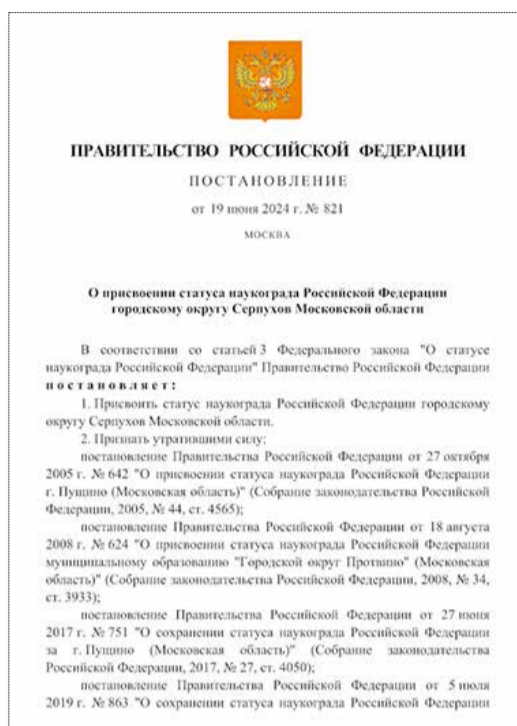 ПРАВИТЕЛЬСТВО РОССИЙСКОЙ ФЕДЕРАЦИИ
ПОСТАНОВЛЕНИЕ
от 19 июня 2024 г. № 821
МОСКВА
О присвоении статуса наукограда Российской Федерации
городскому округу Серпухов Московской области
В соответствии со статьей 3 Федерального закона "О статусе
наукограда Российской Федерации" Правительство Российской Федерации
постановляет:
1. Присвоить статус наукограда Российской Федерации городскому
округу Серпухов Московской области.
2. Признать утратившими силу:
постановление Правительства Российской Федерации от 27 октября
2005 г. № 642 "О присвоении статуса наукограда Российской Федерации
г. Пущино (Московская область)" (Собрание законодательства Российской
Федерации, 2005, № 44, ст. 4565);
постановление Правительства Российской Федерации от 18 августа
2008 г. № 624 "О присвоении статуса наукограда Российской Федерации
муниципальному образованию "Городской округ Протвино" (Московская
область)" (Собрание законодательства Российской Федерации, 2008, № 34,
ст. 3933);
постановление Правительства Российской Федерации от 27 июня
2017 г. № 751 "О сохранении статуса наукограда Российской Федерации
за г. Пущино (Московская область)" (Собрание законодательства
Российской Федерации, 2017, № 27, ст. 4050);
постановление Правительства Российской Федерации от 5 июля
2019 г. № 863 "О сохранении статуса наукограда Российской Федерации